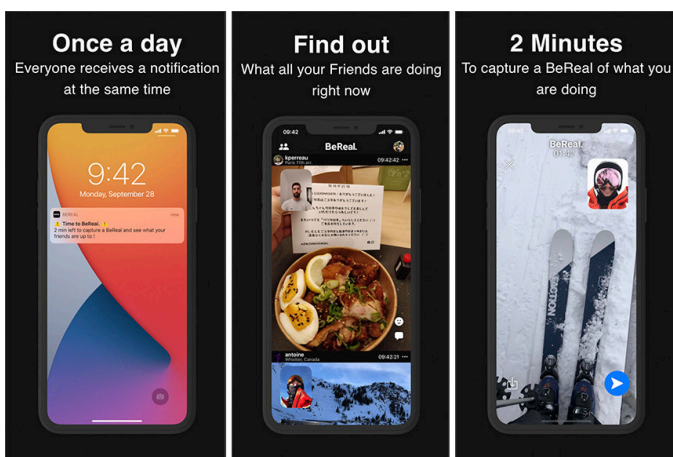 Once a day
Everyone receives a notification
at the same time
9:42
Monday, September 28
BEREAL
now
Time to BeReal.
2 min left to capture a BeReal and see what your
friends are up to !
Find out
What all your Friends are doing
right now
09:42
BeReal.
kperreau
09:42:42
antoine
Whistler, Canada
09:42:21
2 Minutes
To capture a BeReal of what you
are doing
BeReal.
FACTION